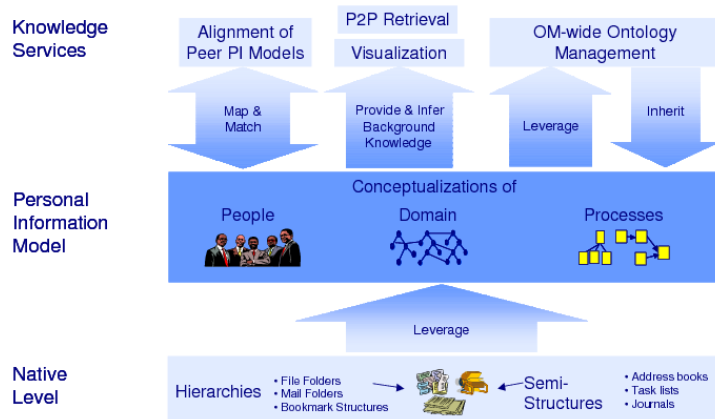 Knowledge
Services
Alignment of
Peer PI Models
P2P Retrieval
Visualization
OM-wide Ontology
Management
Map &
Match
Provide & Infer
Background
Knowledge
Leverage
Inherit
Personal
Information
Model
Conceptualizations of
People
Domain
Processes
Leverage
Native
Level
Hierarchies
• File Folders
• Mail Folders
• Bookmark Structures
Semi-
Structures
• Address books
• Task lists
• Journals